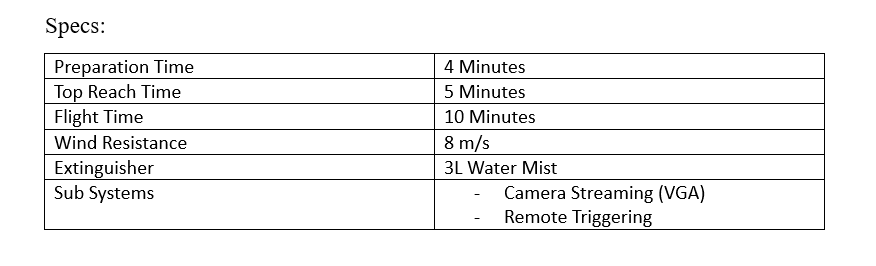 Specs:
Preparation Time 4 Minutes
Top Reach Time 5 Minutes
Flight Time 10 Minutes
Wind Resistance 8 m/s
Extinguisher 3L Water Mist
Sub Systems - Camera Streaming (VGA)
- Remote Triggering